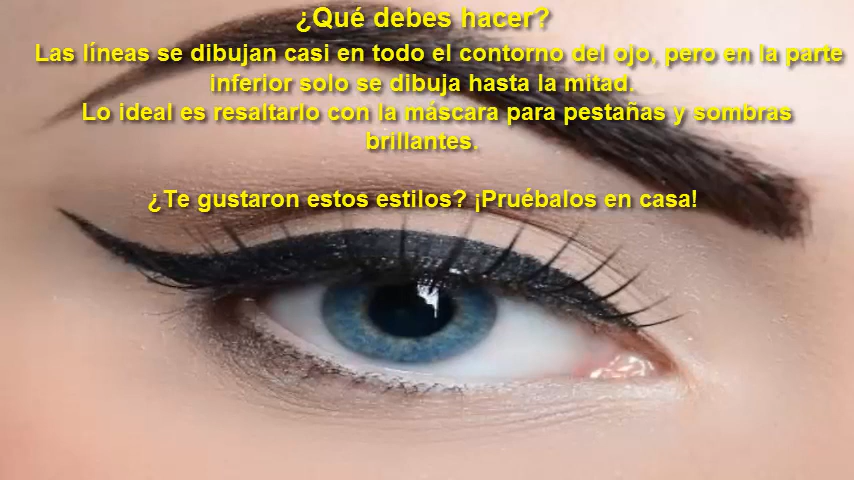 ¿Qué debes hacer?
Las líneas se dibujan casi en todo el contorno del ojo, pero en la parte
inferior solo se dibuja hasta la mitad.
Lo ideal es resaltarlo con la máscara para pestañas y sombras
brillantes.
¿Te gustaron estos estilos? ¡Pruébalos en casa!